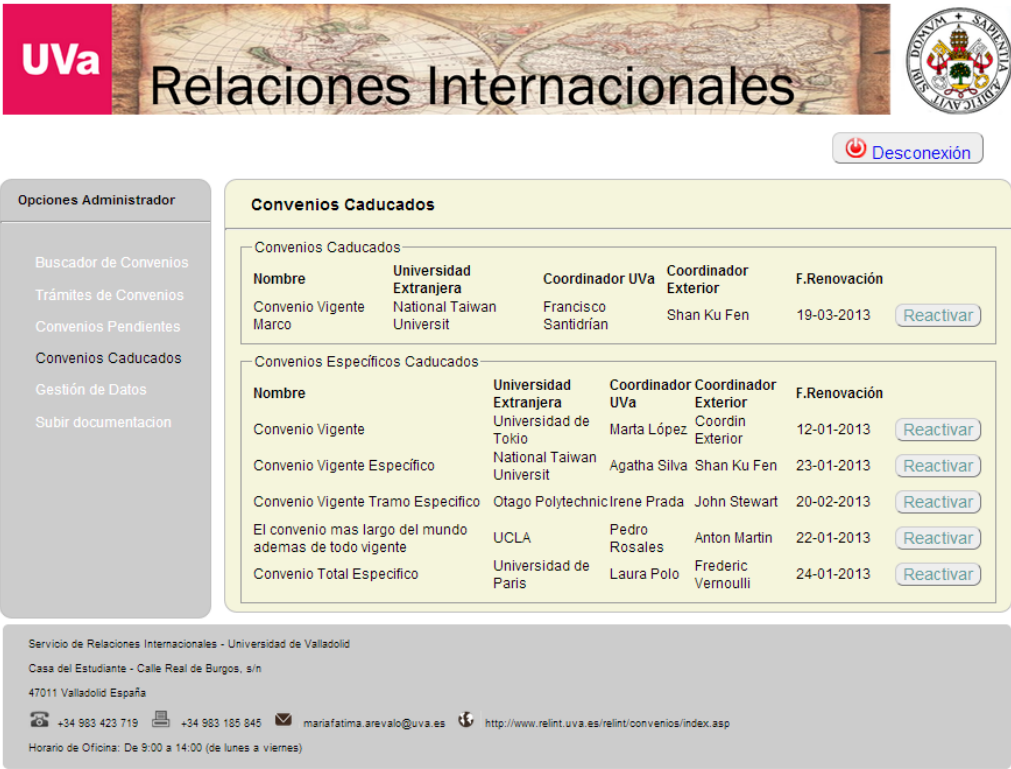 UVa
Relaciones Internacionales
DOMVM SAPIENTIA SIBI ÆDIFICAVIT
Desconexión
Opciones Administrador
Buscador de Convenios
Trámites de Convenios
Convenios Pendientes
Convenios Caducados
Gestión de Datos
Subir documentacion
Convenios Caducados
Convenios Caducados
Nombre Universidad Extranjera Coordinador UVa Coordinador Exterior F.Renovación
Convenio Vigente Marco National Taiwan Universit Francisco Santidrían Shan Ku Fen 19-03-2013 Reactivar
Convenios Específicos Caducados
Nombre Universidad Extranjera Coordinador UVa Coordinador Exterior F.Renovación
Convenio Vigente Universidad de Tokio Marta López Coordin Exterior 12-01-2013 Reactivar
Convenio Vigente Específico National Taiwan Universit Agatha Silva Shan Ku Fen 23-01-2013 Reactivar
Convenio Vigente Tramo Especifico Otago Polytechnic Irene Prada John Stewart 20-02-2013 Reactivar
El convenio mas largo del mundo ademas de todo vigente UCLA Pedro Rosales Anton Martin 22-01-2013 Reactivar
Convenio Total Especifico Universidad de Paris Laura Polo Frederic Vernoulli 24-01-2013 Reactivar
Servicio de Relaciones Internacionales - Universidad de Valladolid
Casa del Estudiante - Calle Real de Burgos, s/n
47011 Valladolid España
+34 983 423 719 +34 983 185 845 mariafatima.arevalo@uva.es http://www.relint.uva.es/relint/convenios/index.asp
Horario de Oficina: De 9:00 a 14:00 (de lunes a viernes)